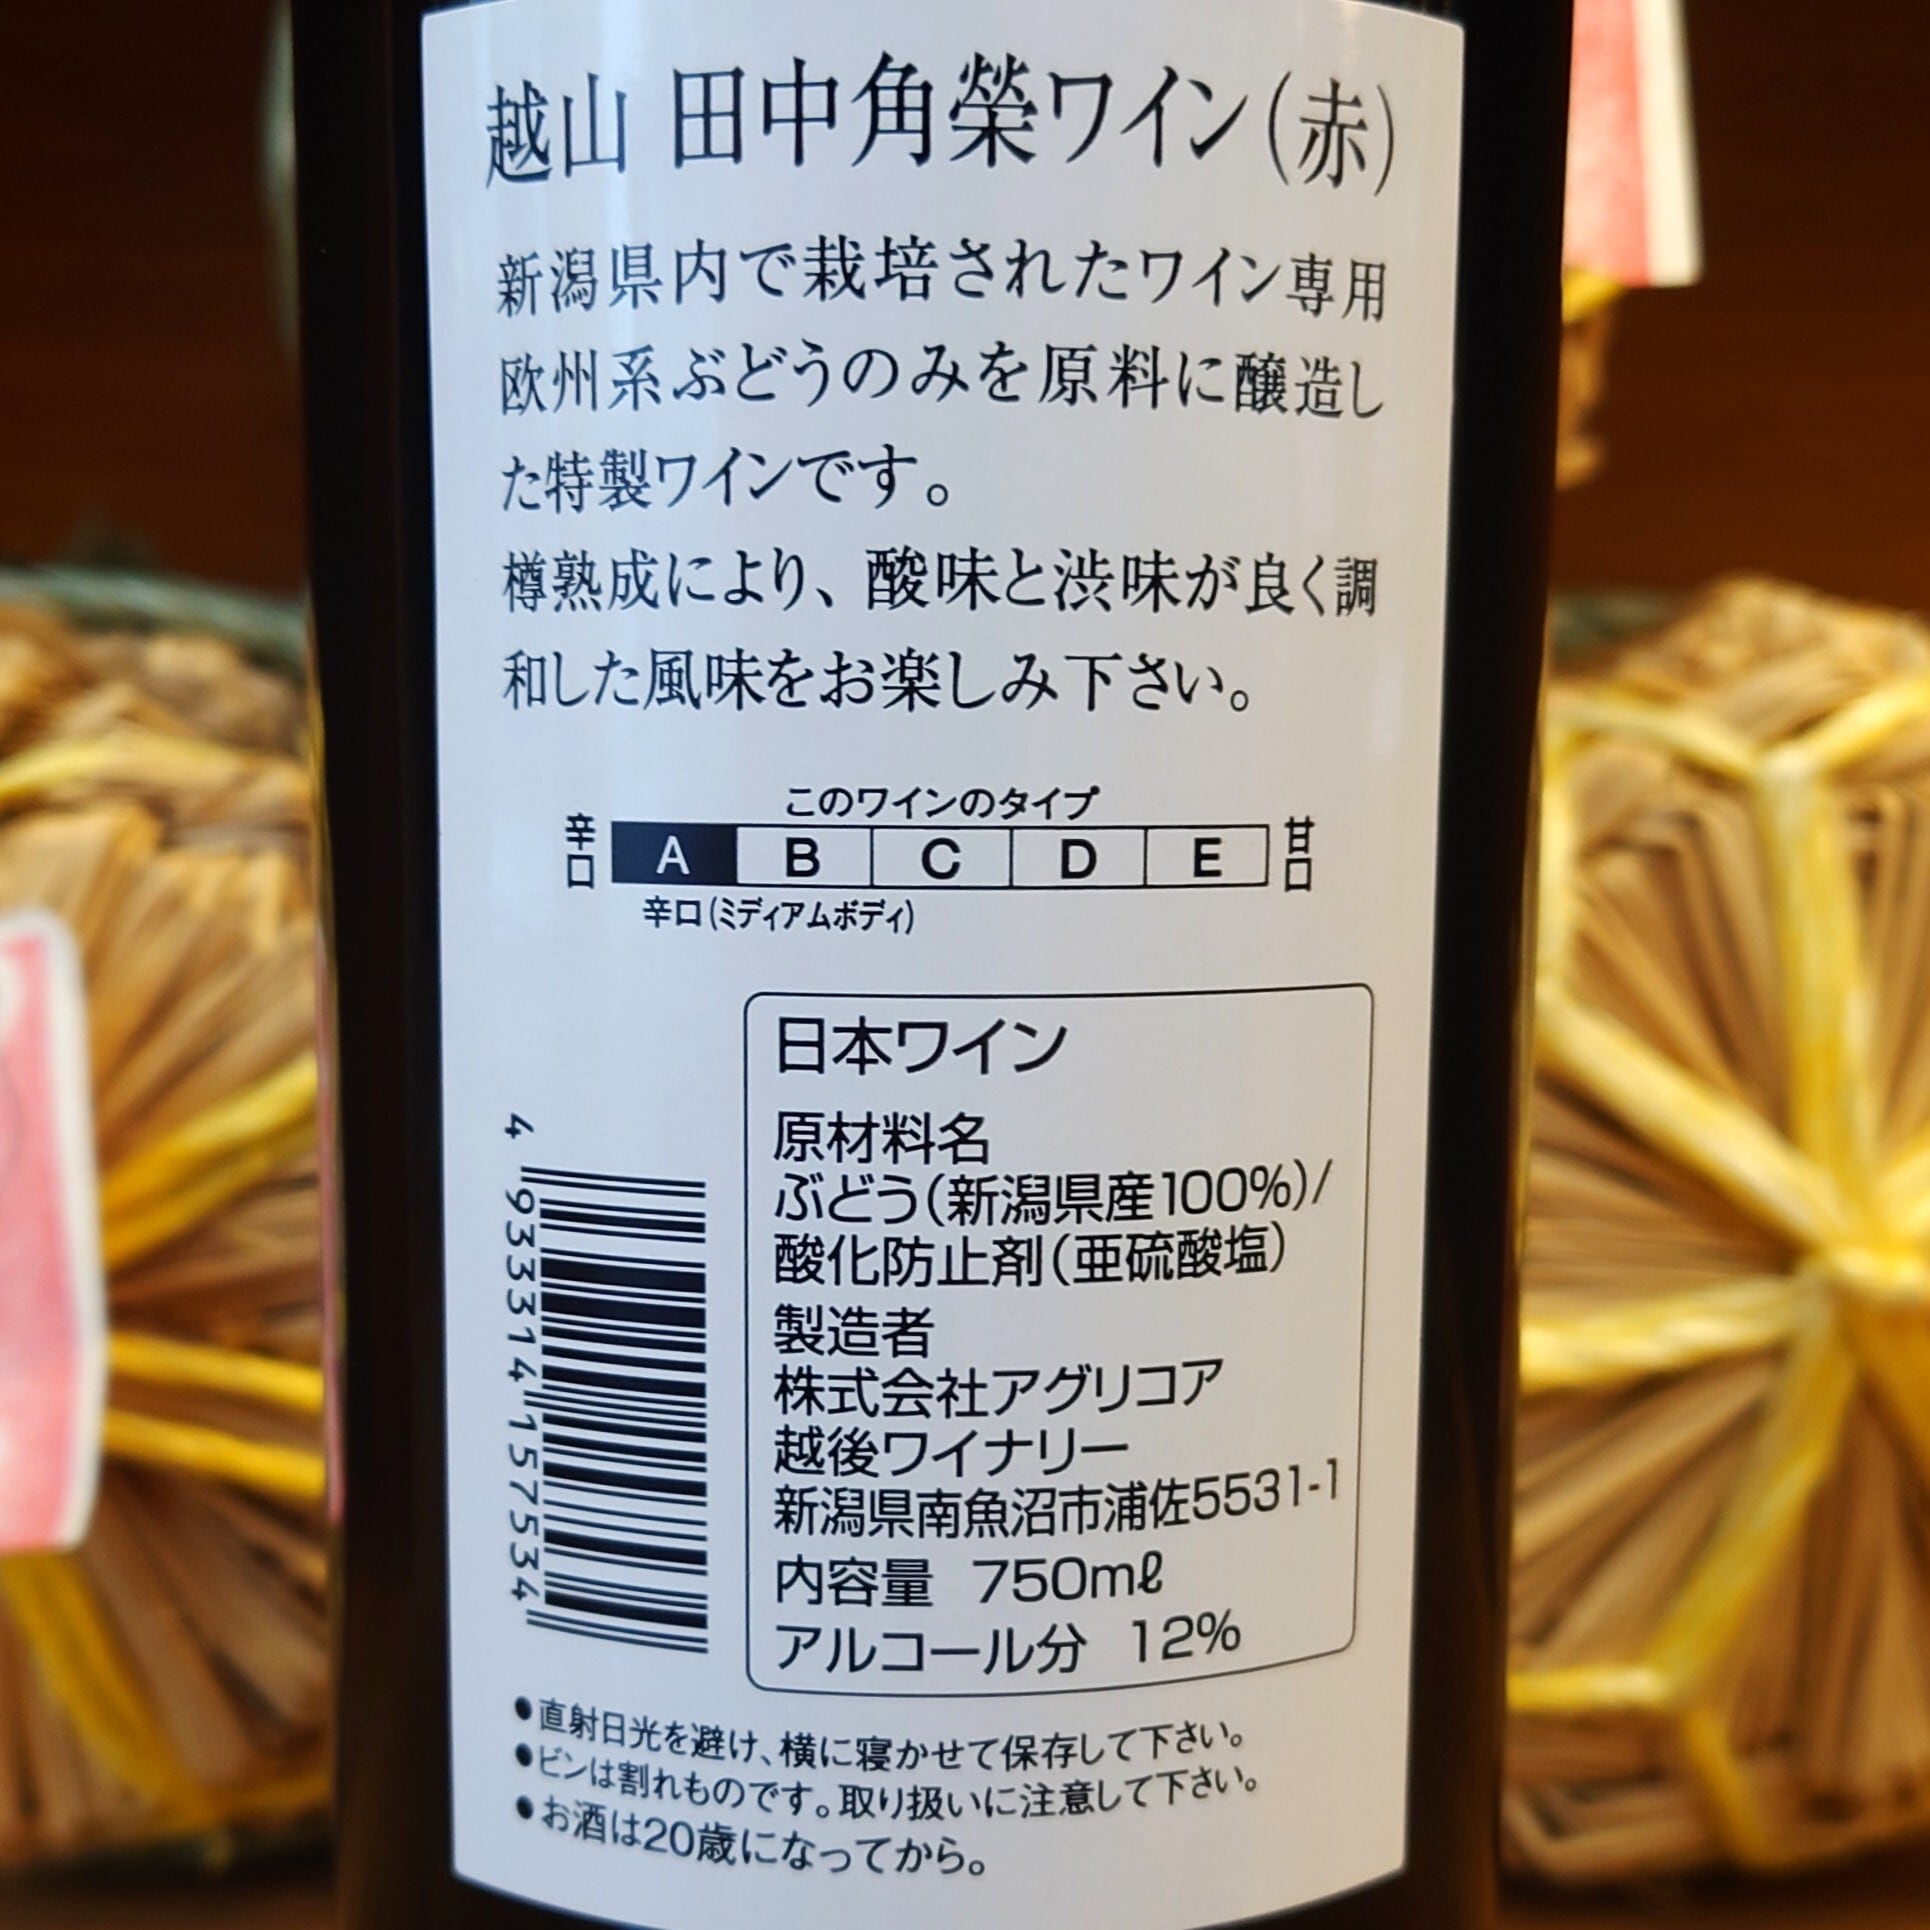 越山 田中角榮ワイン(赤)
新潟県内で栽培されたワイン専用
欧州系ぶどうのみを原料に醸造し
た特製ワインです。
樽熟成により、酸味と渋味が良く調
和した風味をお楽しみ下さい。
このワインのタイプ
辛口 A B C D E 甘口
辛口(ミディアムボディ)
日本ワイン
原材料名
ぶどう(新潟県産100%)/
酸化防止剤(亜硫酸塩)
製造者
株式会社アグリコア
越後ワイナリー
新潟県南魚沼市浦佐5531-1
内容量 750mℓ
アルコール分 12%
4 933314 157534
●直射日光を避け、横に寝かせて保存して下さい。
●ビンは割れものです。取り扱いに注意して下さい。
●お酒は20歳になってから。